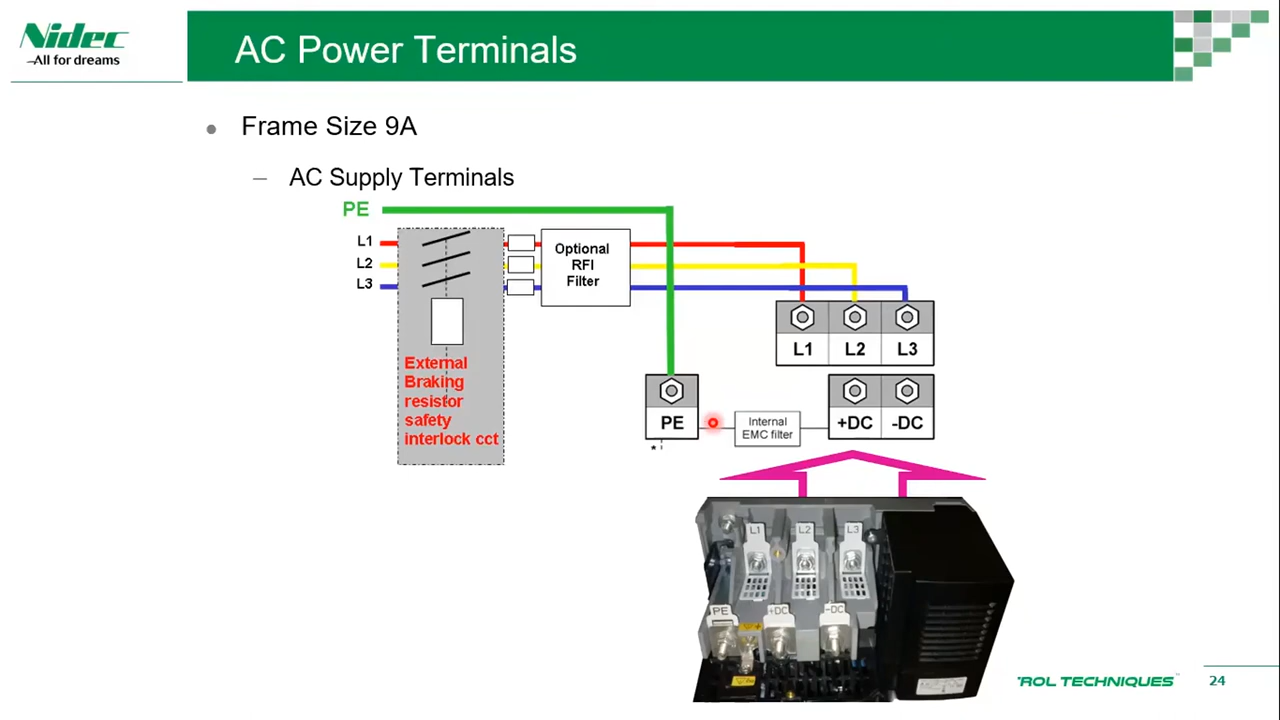 Nidec
All for dreams
AC Power Terminals
Frame Size 9A
AC Supply Terminals
PE
L1
L2
L3
Optional
RFI
Filter
External
Braking
resistor
safety
interlock cct
L1 L2 L3
PE
Internal
EMC filter
+DC -DC
*
L1 L2 L3
PE +DC -DC
ROL TECHNIQUES
24